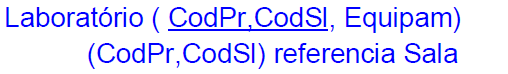 Laboratório ( CodPr,CodSl, Equipam)
(CodPr,CodSl) referencia Sala